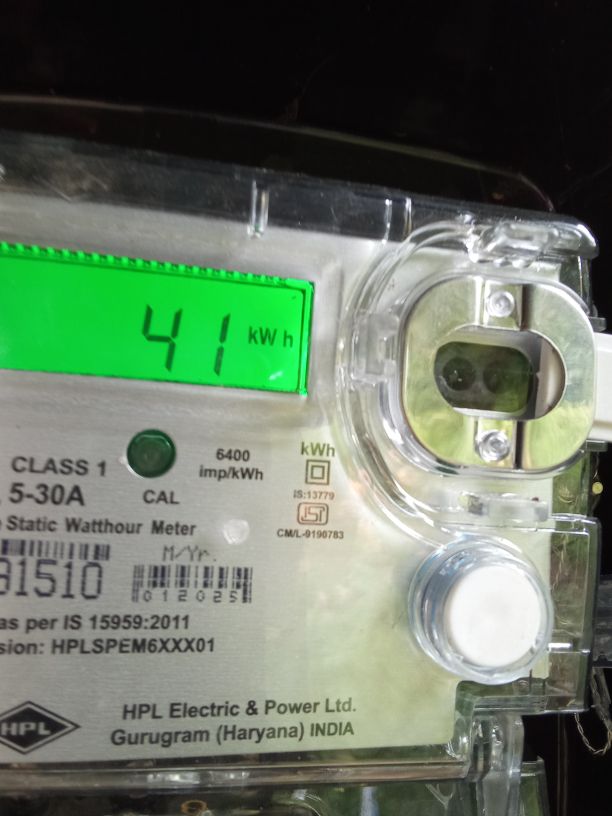 41 kWh
CLASS 1
5-30A
CAL
6400
imp/kWh
kWh
IS:13779
ISI
CM/L-9190783
Static Watthour Meter
M/Yr.
31510
012025
as per IS 15959:2011
sion: HPLSPEM6XXX01
HPL
HPL Electric & Power Ltd.
Gurugram (Haryana) INDIA